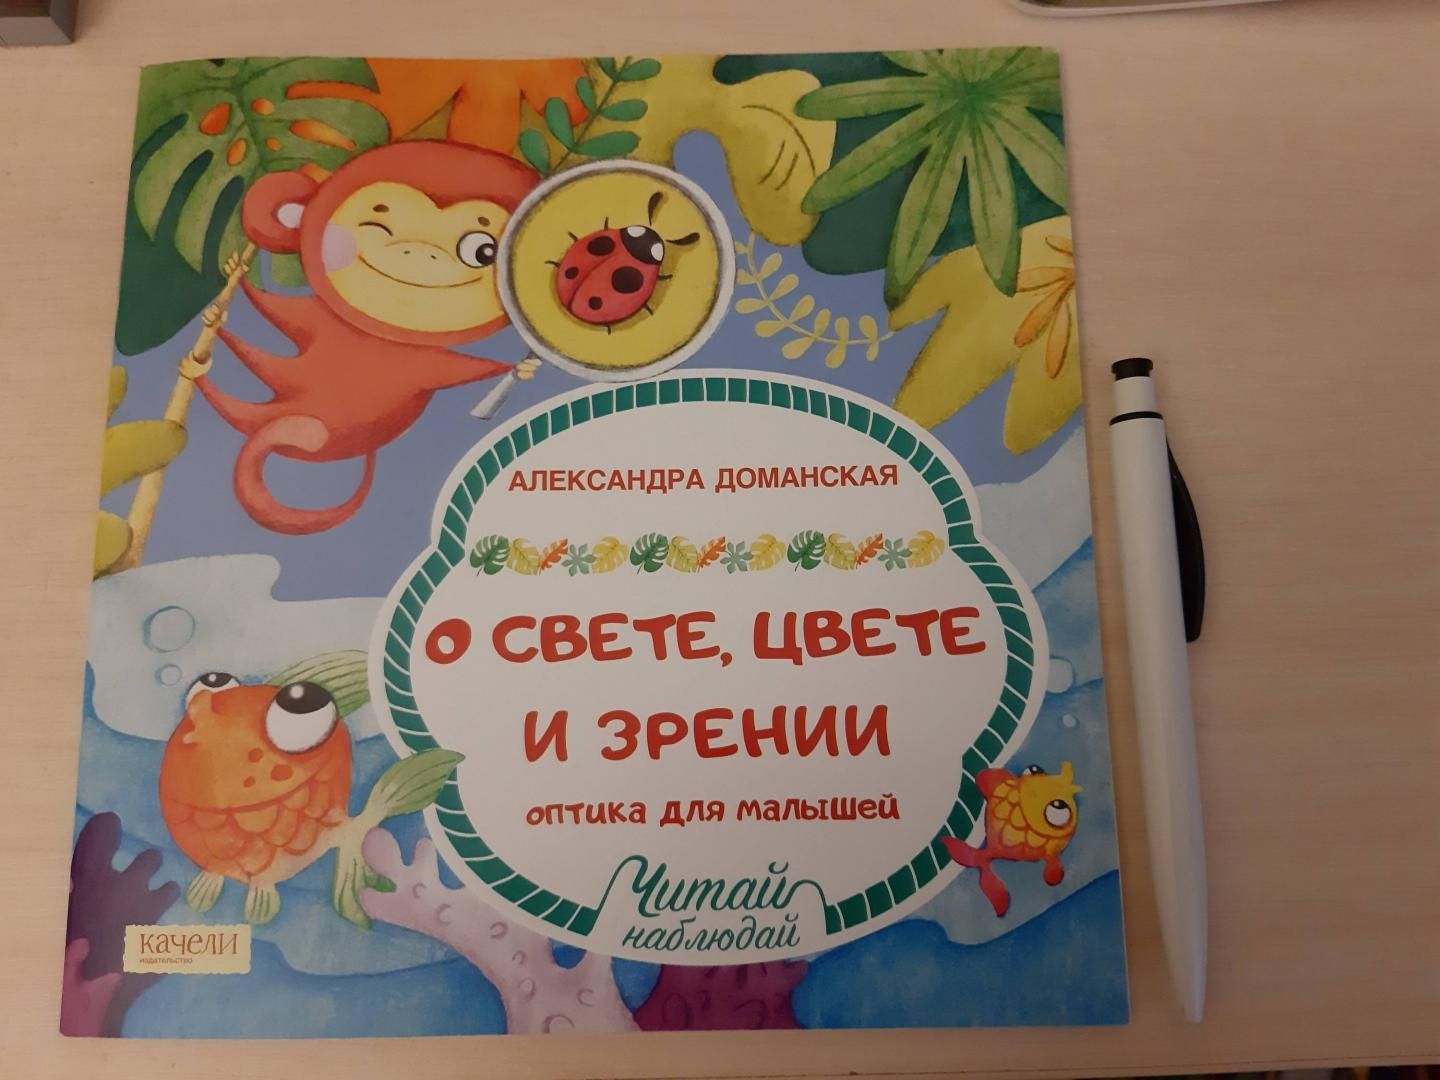 АЛЕКСАНДРА ДОМАНСКАЯ
О СВЕТЕ, ЦВЕТЕ
И ЗРЕНИИ
оптика для малышей
Читай
наблюдай
КАЧЕЛИ
издательство